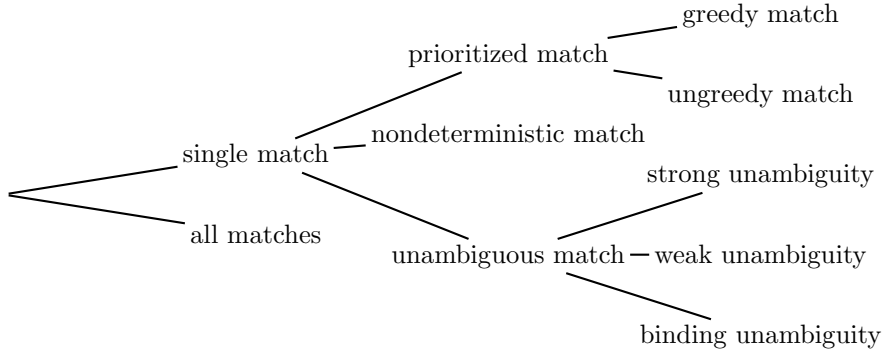 greedy match
prioritized match
ungreedy match
nondeterministic match
single match
strong unambiguity
all matches
unambiguous match
weak unambiguity
binding unambiguity